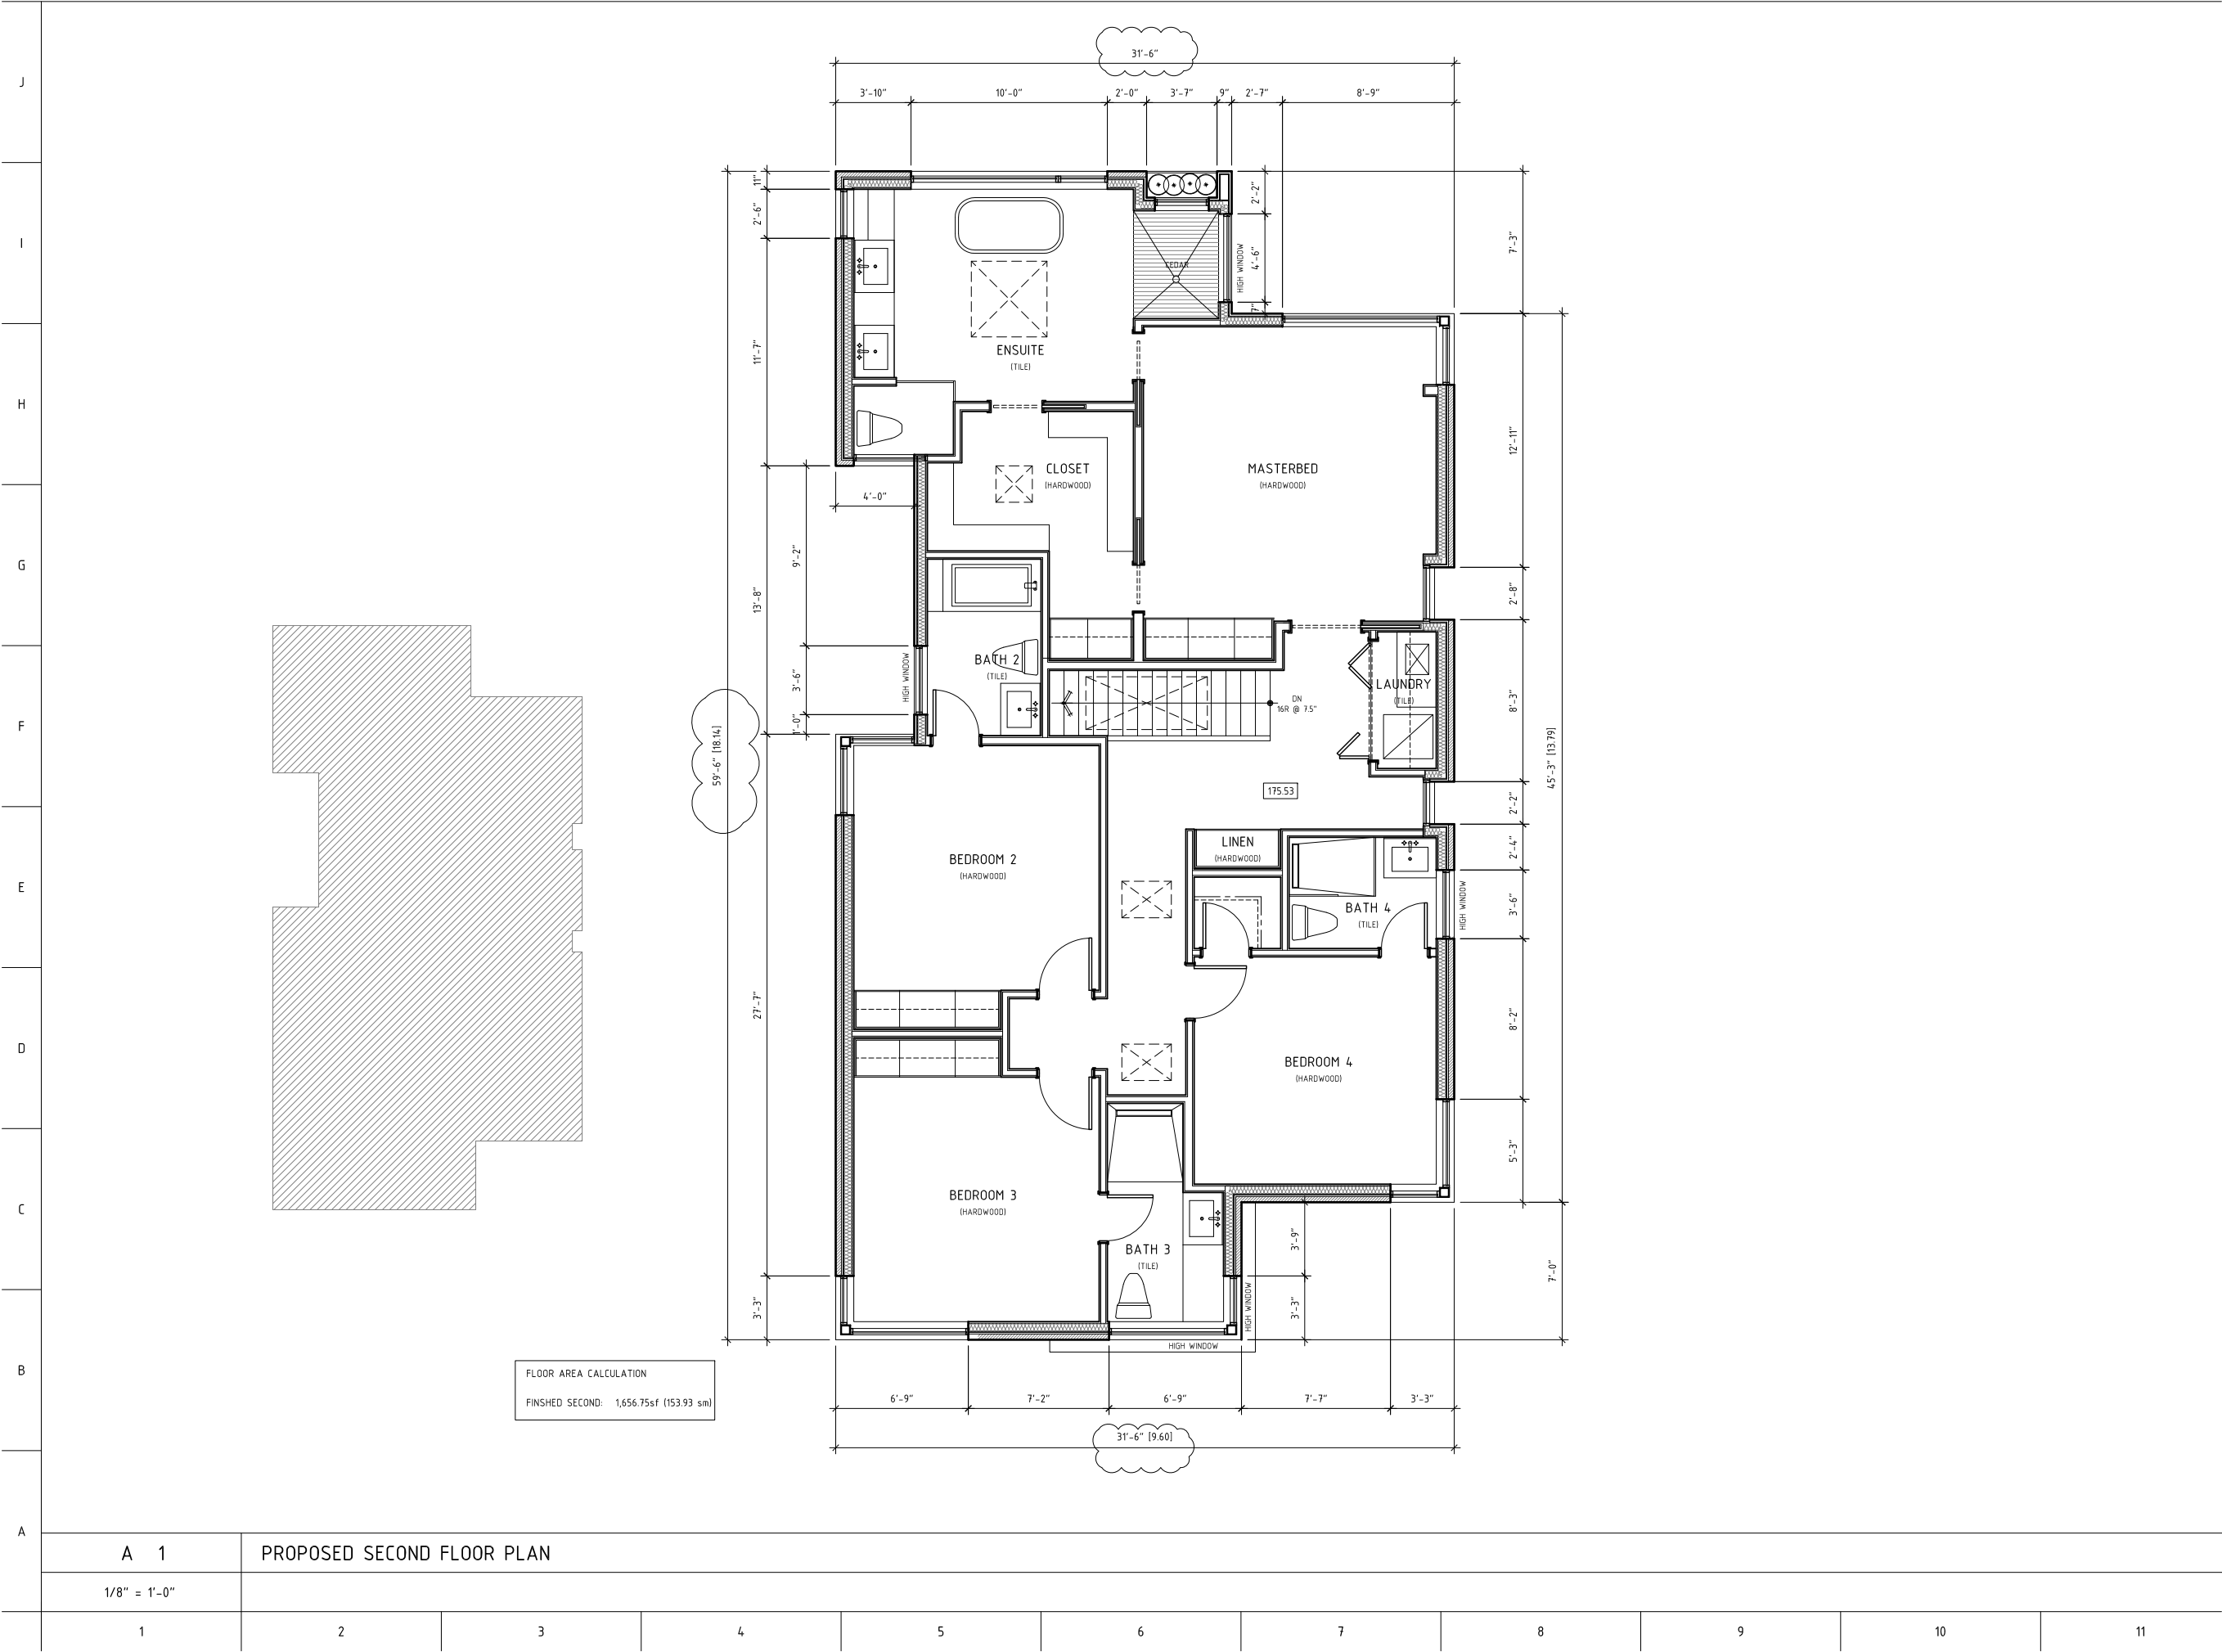 31'-6"
3'-10" 10'-0" 2'-0" 3'-7" 9" 2'-7" 8'-9"
J
I
H
G
F
E
D
C
B
A
11"
2'-6"
11'-7"
13'-8"
27'-7"
3'-3"
9'-2"
3'-6"
1'-0"
59'-6" [18.14]
4'-0"
HIGH WINDOW
2'-2"
4'-6"
7"
HIGH WINDOW
CEDAR
ENSUITE
(TILE)
CLOSET
(HARDWOOD)
MASTERBED
(HARDWOOD)
BATH 2
(TILE)
DN
16R @ 7.5"
LAUNDRY
(TILE)
175.53
BEDROOM 2
(HARDWOOD)
LINEN
(HARDWOOD)
BATH 4
(TILE)
HIGH WINDOW
BEDROOM 4
(HARDWOOD)
BEDROOM 3
(HARDWOOD)
BATH 3
(TILE)
HIGH WINDOW
HIGH WINDOW
3'-9"
3'-3"
7'-3"
12'-11"
2'-8"
8'-3"
2'-2"
2'-4"
3'-6"
8'-2"
5'-3"
45'-3" [13.79]
7'-0"
FLOOR AREA CALCULATION
FINSHED SECOND: 1,656.75sf (153.93 sm)
6'-9" 7'-2" 6'-9" 7'-7" 3'-3"
31'-6" [9.60]
A 1 PROPOSED SECOND FLOOR PLAN
1/8" = 1'-0"
1 2 3 4 5 6 7 8 9 10 11